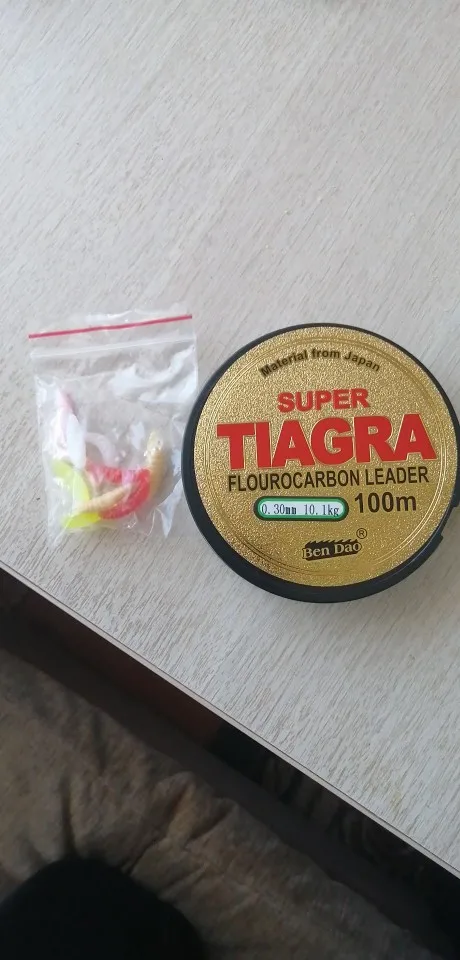 Material from Japan
SUPER
TIAGRA
FLOUROCARBON LEADER
0.30mm 10.1kg 100m
Ben Dao®